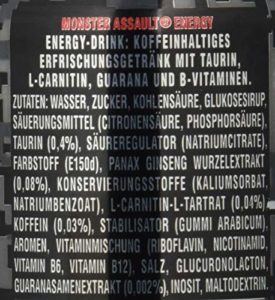 MONSTER ASSAULT® ENERGY
ENERGY-DRINK: KOFFEINHALTIGES
ERFRISCHUNGSGETRÄNK MIT TAURIN,
L-CARNITIN, GUARANA UND B-VITAMINEN.
ZUTATEN: WASSER, ZUCKER, KOHLENSÄURE, GLUKOSESIRUP,
SÄUERUNGSMITTEL (CITRONENSÄURE, PHOSPHORSÄURE),
TAURIN (0,4%), SÄUREREGULATOR (NATRIUMCITRATE),
FARBSTOFF (E150d), PANAX GINSENG WURZELEXTRAKT
(0,08%), KONSERVIERUNGSSTOFFE (KALIUMSORBAT,
NATRIUMBENZOAT), L-CARNITIN-L-TARTRAT (0,04%)
KOFFEIN (0,03%), STABILISATOR (GUMMI ARABICUM),
AROMEN, VITAMINMISCHUNG (RIBOFLAVIN, NICOTINAMID,
VITAMIN B6, VITAMIN B12), SALZ, GLUCURONOLACTON,
GUARANASAMENEXTRAKT (0,002%), INOSIT, MALTODEXTRIN.